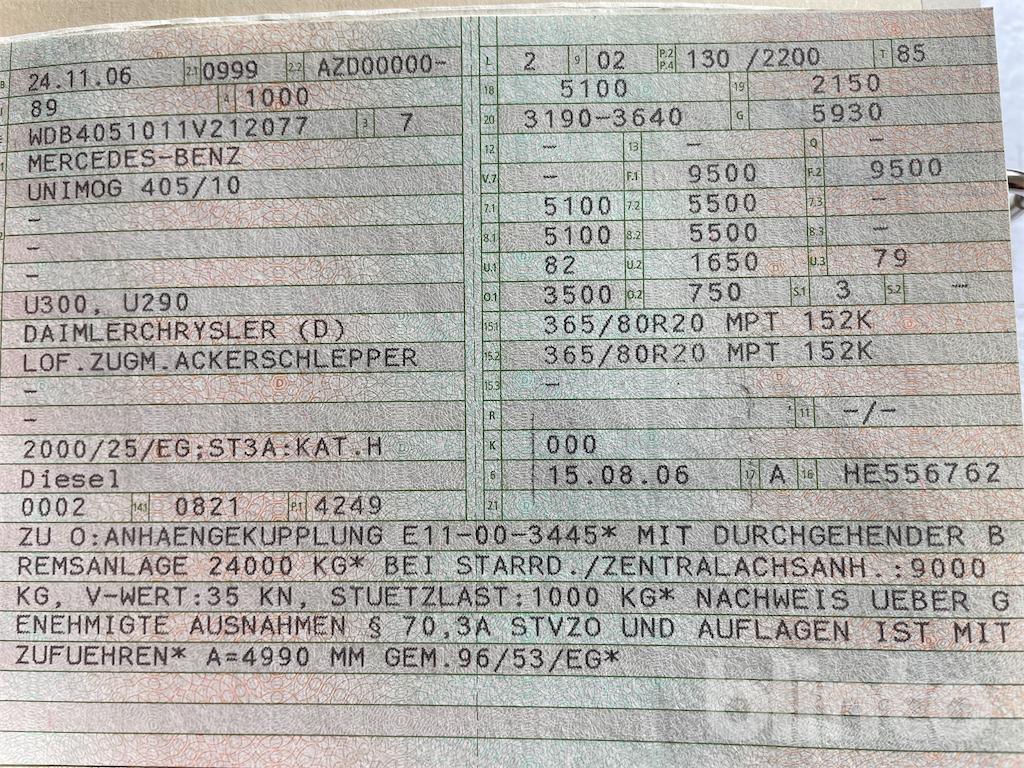 B 24.11.06 2.1 0999 2.2 AZD00000-
J 89 4 1000
E WDB4051011V212077 3 7
MERCEDES-BENZ
UNIMOG 405/10
-
-
-
U300, U290
DAIMLERCHRYSLER (D)
LOF.ZUGM.ACKERSCHLEPPER
-
-
2000/25/EG;ST3A:KAT.H
Diesel
0002 14.1 0821 P.1 4249
L 2 9 02 P.2 P.4 130 /2200 T 85
18 5100 19 2150
20 3190-3640 G 5930
12 — 13 — Q —
V.7 — F.1 9500 F.2 9500
7.1 5100 7.2 5500 7.3 —
8.1 5100 8.2 5500 8.3 —
U.1 82 U.2 1650 U.3 79
O.1 3500 O.2 750 S.1 3 S.2 —
15.1 365/80R20 MPT 152K
15.2 365/80R20 MPT 152K
15.3 —
R 11 -/-
K 000
6 15.08.06 17 A 16 HE556762
21
ZU O:ANHAENGEKUPPLUNG E11-00-3445* MIT DURCHGEHENDER B
REMSANLAGE 24000 KG* BEI STARRD./ZENTRALACHSANH.:9000
KG, V-WERT:35 KN, STUETZLAST:1000 KG* NACHWEIS UEBER G
ENEHMIGTE AUSNAHMEN § 70,3A STVZO UND AUFLAGEN IST MIT
ZUFUEHREN* A=4990 MM GEM.96/53/EG*
blinto